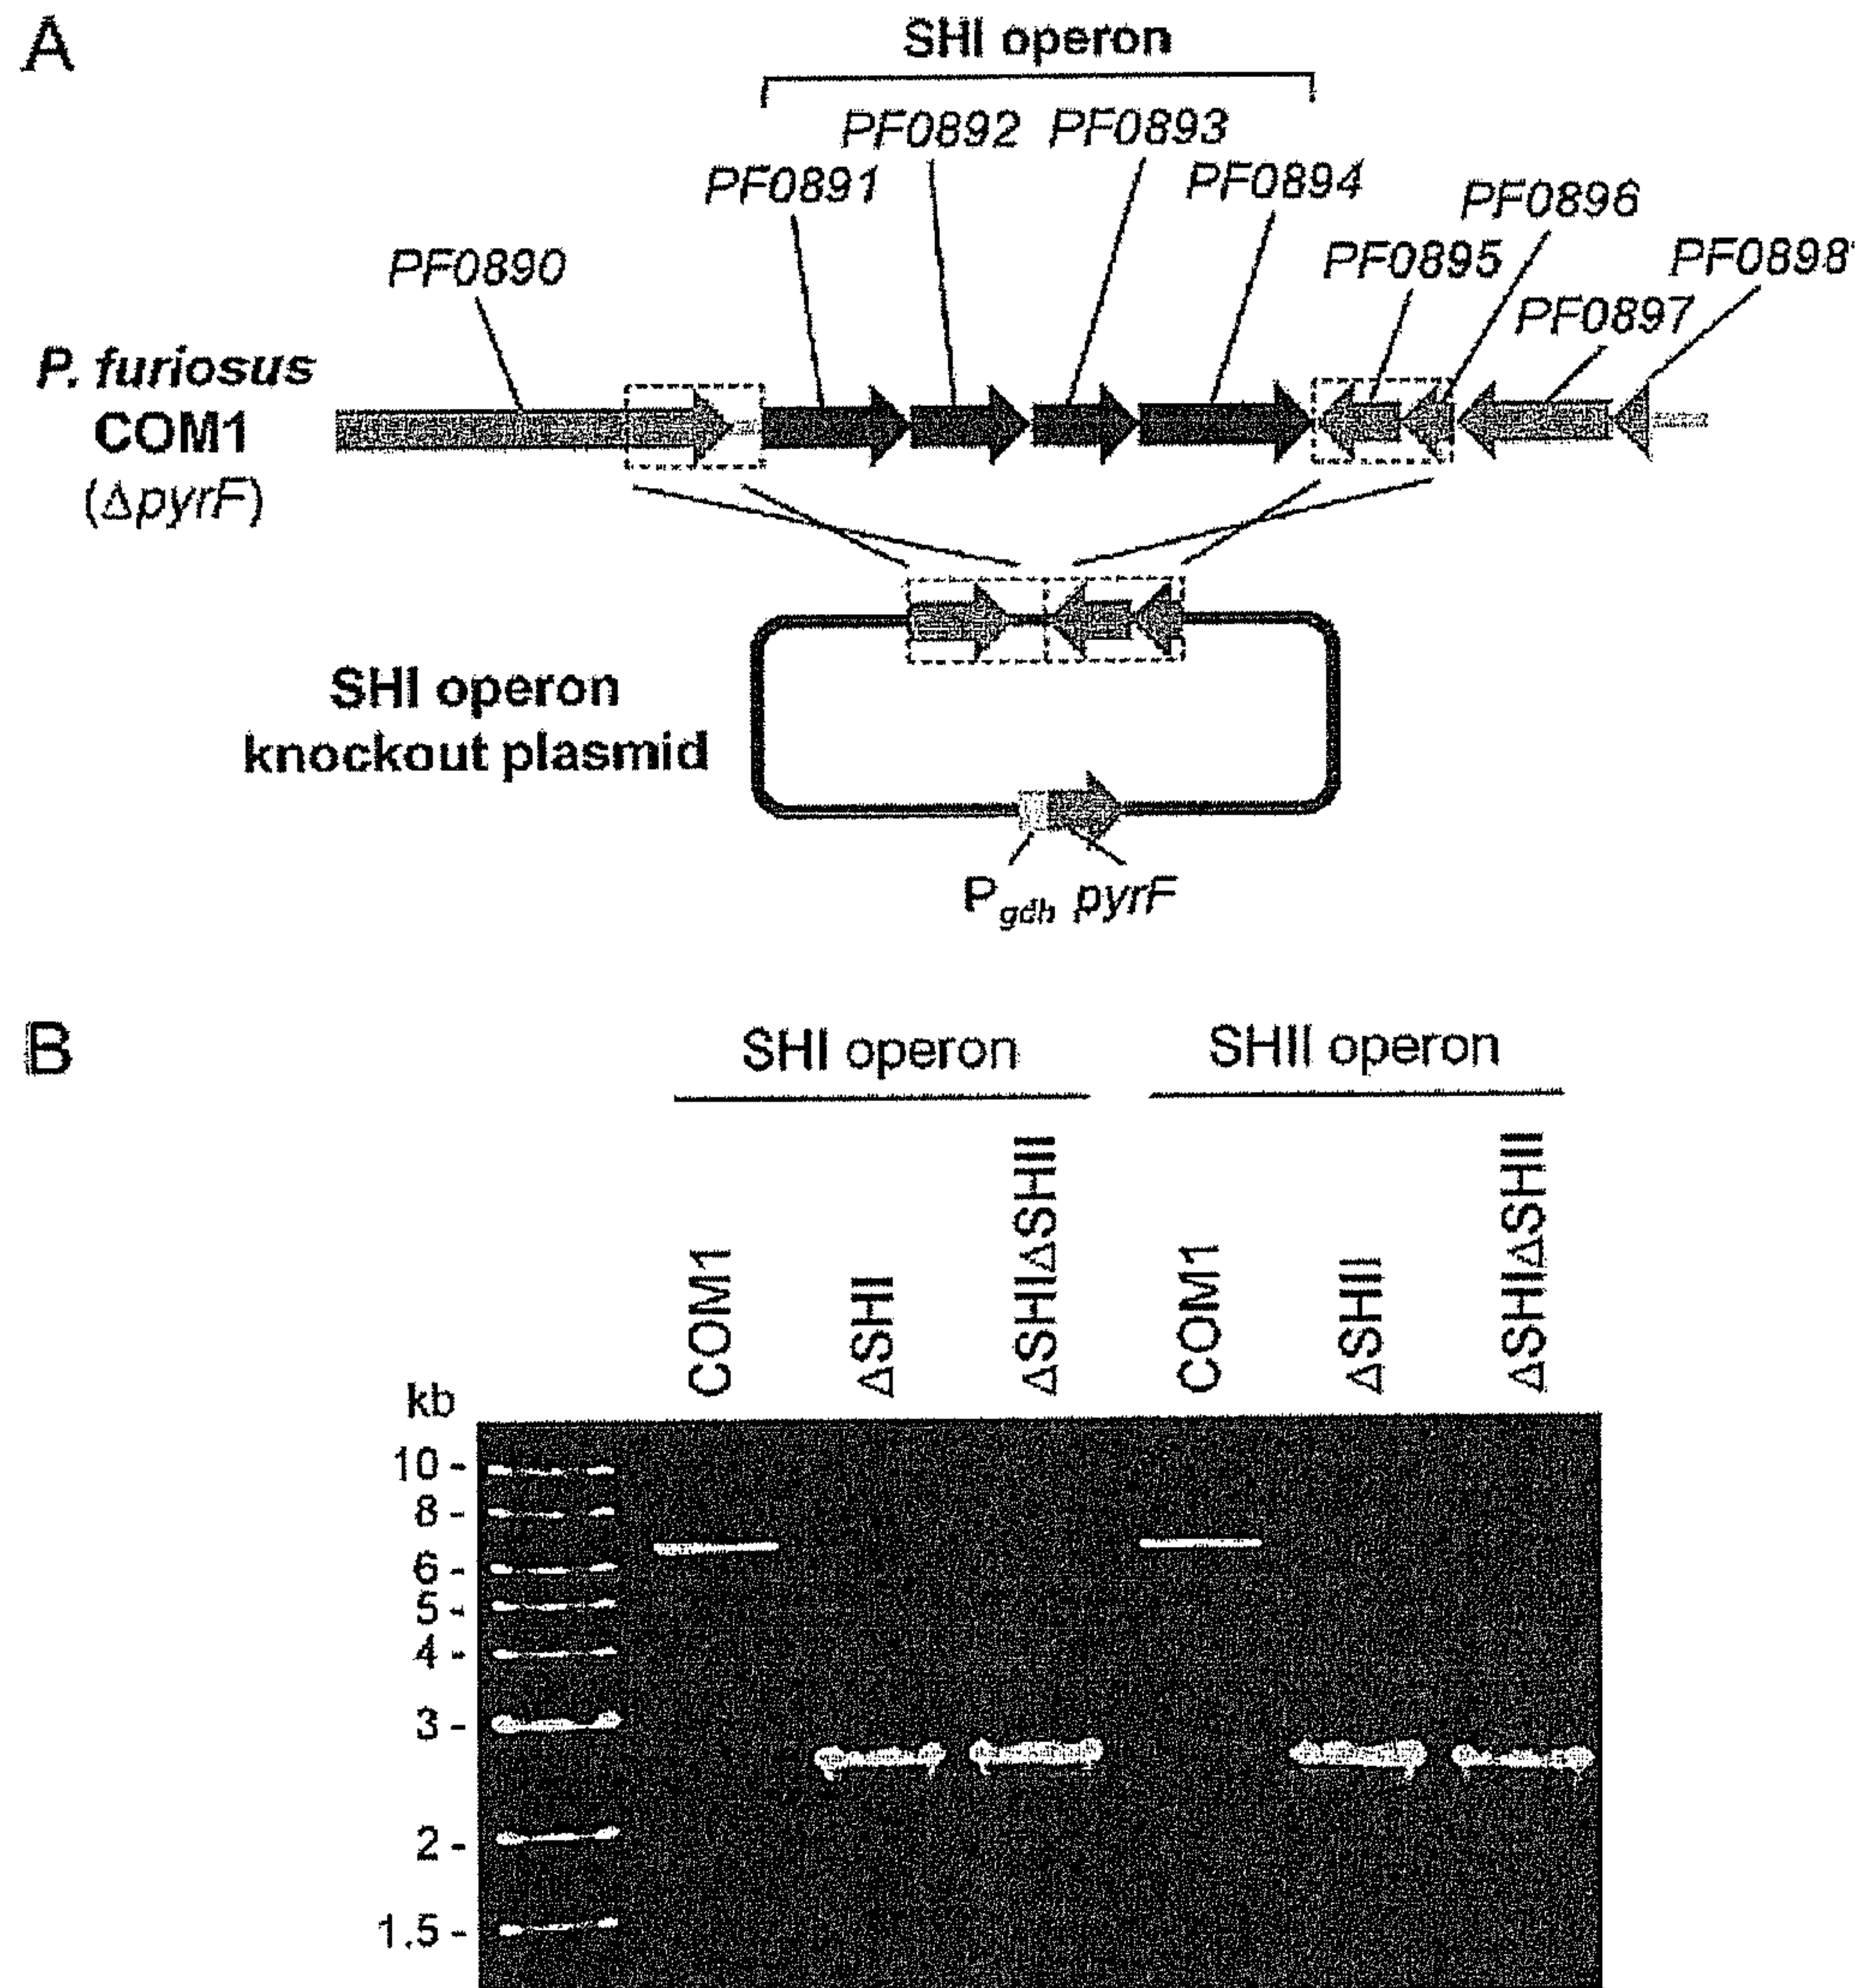 A
SHI operon
PF0892 PF0893
PF0891
PF0894
PF0896
PF0895
PF0898
PF0890
PF0897
P. furiosus
COM1
(ΔpyrF)
SHI operon
knockout plasmid
Pgdh pyrF
B
SHI operon
SHII operon
COM1
ΔSHI
ΔSHIΔSHII
COM1
ΔSHII
ΔSHIΔSHII
kb
10 -
8 -
6 -
5 -
4 -
3 -
2 -
1.5 -